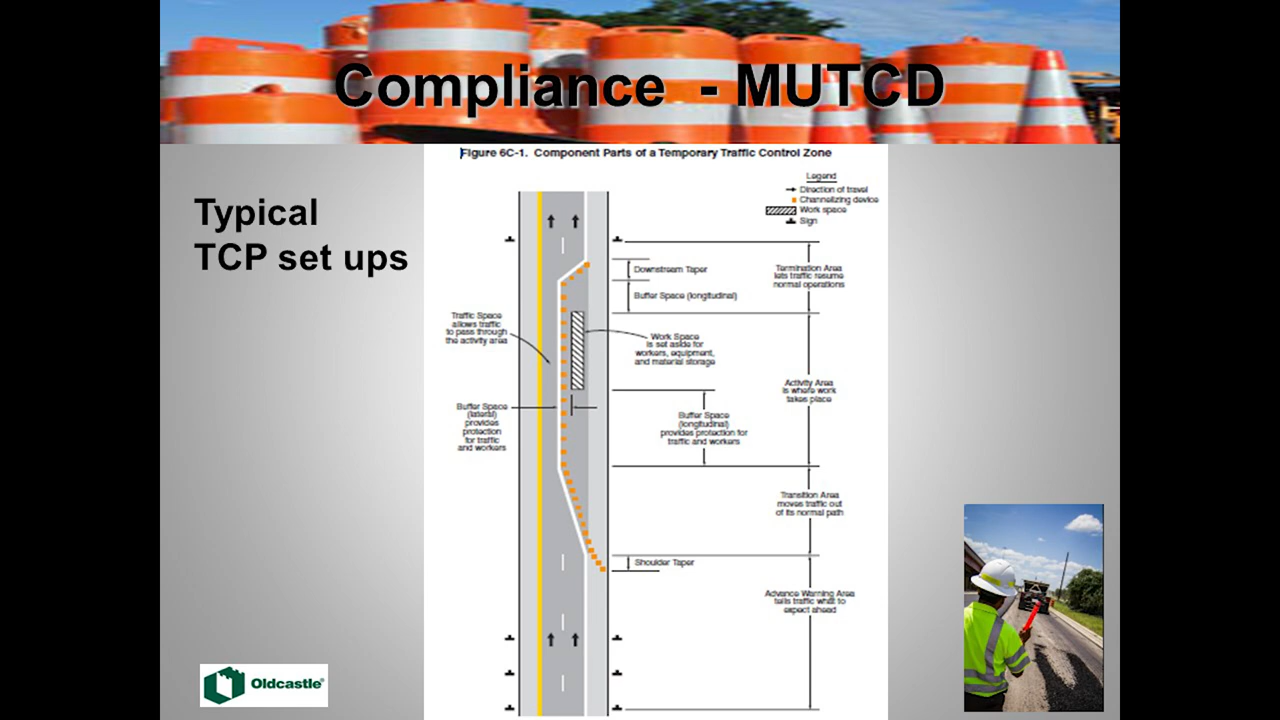 Compliance - MUTCD
Figure 6C-1. Component Parts of a Temporary Traffic Control Zone
Typical
TCP set ups
Legend
Direction of travel
Channelizing device
Work space
Sign
Downstream Taper
Buffer Space (longitudinal)
Termination Area
lets traffic resume
normal operations
Traffic Space
allows traffic
to pass through
the activity area
Work Space
is set aside for
workers, equipment,
and material storage
Activity Area
is where work
takes place
Buffer Space
(lateral)
provides
protection
for traffic
and workers
Buffer Space
(longitudinal)
provides protection for
traffic and workers
Transition Area
moves traffic out
of its normal path
Shoulder Taper
Advance Warning Area
tells traffic what to
expect ahead
Oldcastle®